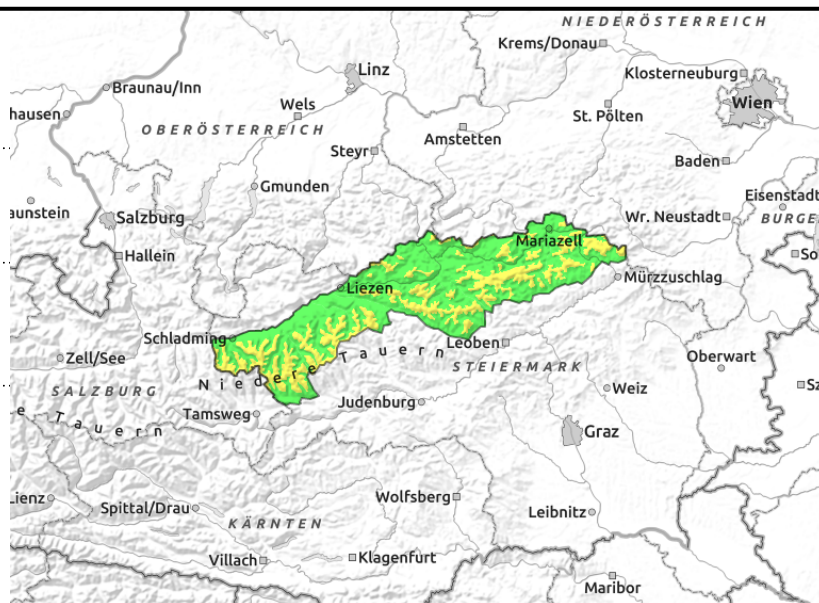 NIEDERÖSTERREICH
Krems/Donau
Linz
Klosterneuburg
Braunau/Inn
Wien
Wels
hausen
St. Pölten
OBERÖSTERREICH
Amstetten
Steyr
Baden
Gmunden
Eisenstadt
aunstein
Salzburg
Wr. Neustadt
BURGE
Mariazell
Hallein
So
Mürzzuschlag
Liezen
Schladming
Leoben
Zell/See
Oberwart
STEIERMARK
Niedere Tauern
SALZBURG
Weiz
Sz
Judenburg
Tamsweg
e Tauern
Graz
Lienz
Wolfsberg
Spittal/Drau
Leibnitz
KÄRNTEN
Villach
Klagenfurt
Maribor